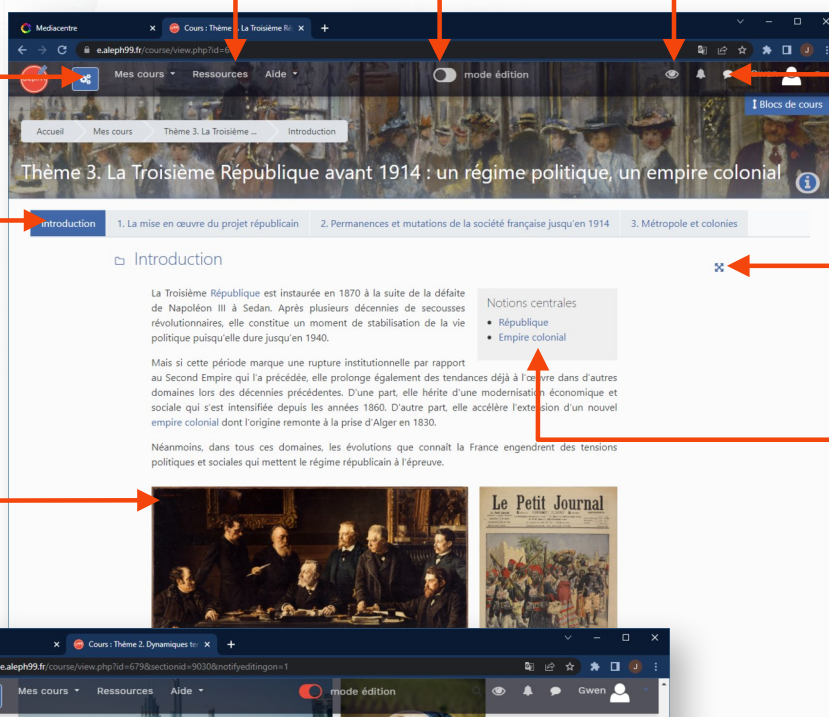 Mediacentre
Cours : Thème 3. La Troisième Ré
e.aleph99.fr/course/view.php?id=6
Mes cours Ressources Aide mode édition
Blocs de cours
Accueil Mes cours Thème 3. La Troisième ... Introduction
Thème 3. La Troisième République avant 1914 : un régime politique, un empire colonial
Introduction 1. La mise en œuvre du projet républicain 2. Permanences et mutations de la société française jusqu'en 1914 3. Métropole et colonies
Introduction
La Troisième République est instaurée en 1870 à la suite de la défaite
de Napoléon III à Sedan. Après plusieurs décennies de secousses
révolutionnaires, elle constitue un moment de stabilisation de la vie
politique puisqu'elle dure jusqu'en 1940.
Notions centrales
• République
• Empire colonial
Mais si cette période marque une rupture institutionnelle par rapport
au Second Empire qui l'a précédée, elle prolonge également des tendances déjà à l'œuvre dans d'autres
domaines lors des décennies précédentes. D'une part, elle hérite d'une modernisation économique et
sociale qui s'est intensifiée depuis les années 1860. D'autre part, elle accélère l'extension d'un nouvel
empire colonial dont l'origine remonte à la prise d'Alger en 1830.
Néanmoins, dans tous ces domaines, les évolutions que connaît la France engendrent des tensions
politiques et sociales qui mettent le régime républicain à l'épreuve.
Le Petit Journal
Cours : Thème 2. Dynamiques ter
e.aleph99.fr/course/view.php?id=679&sectionid=9030&notifyeditingon=1
Mes cours Ressources Aide mode édition Gwen